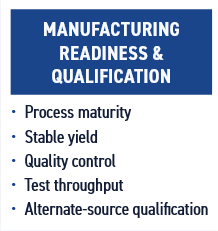 MANUFACTURING
READINESS &
QUALIFICATION
• Process maturity
• Stable yield
• Quality control
• Test throughput
• Alternate-source qualification